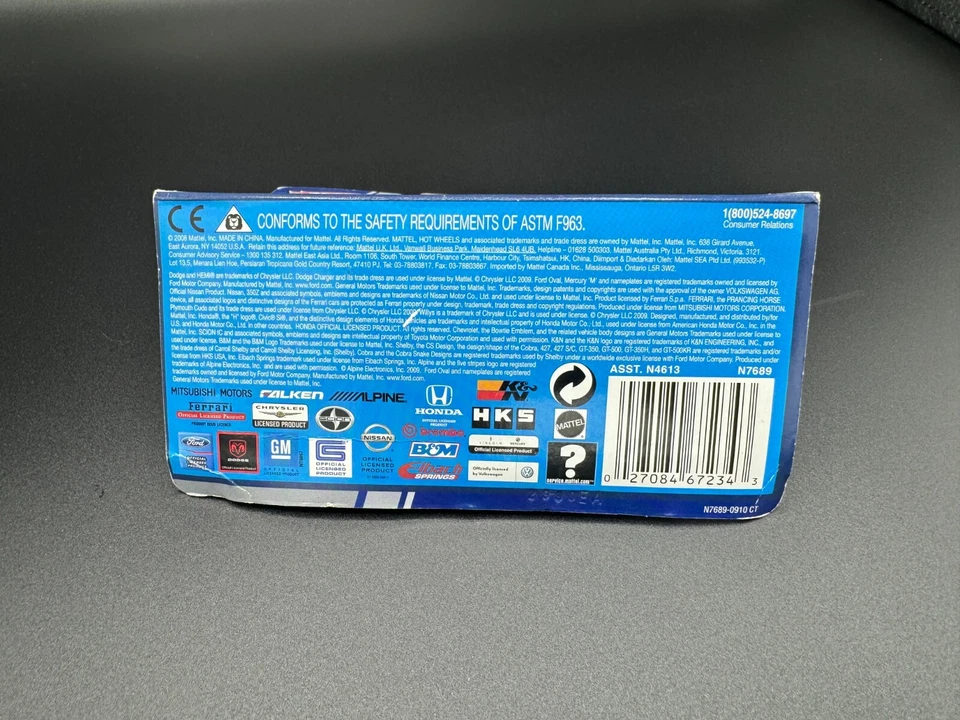 CE CONFORMS TO THE SAFETY REQUIREMENTS OF ASTM F963.
1(800)524-8697
Consumer Relations
© 2008 Mattel, Inc. MADE IN CHINA. Manufactured for Mattel. All Rights Reserved. MATTEL, HOT WHEELS and associated trademarks and trade dress are owned by Mattel, Inc. Mattel, Inc. 636 Girard Avenue,
East Aurora, NY 14052 U.S.A. Retain this address for future reference: Mattel U.K. Ltd., Vanwall Business Park, Maidenhead SL6 4UB. Helpline - 01628 500303. Mattel Australia Pty. Ltd., Richmond, Victoria. 3121.
Consumer Advisory Service - 1300 135 312. Mattel East Asia Ltd., Room 1106, South Tower, World Finance Centre, Harbour City, Tsimshatsui, HK, China. Diimport & Diedarkan Oleh: Mattel SEA Ptd Ltd. (993532-P)
Lot 13.5, Menara Lien Hoe, Persiaran Tropicana Golf Country Resort, 47410 PJ. Tel: 03-78803817, Fax: 03-78803867. Imported by Mattel Canada Inc., Mississauga, Ontario L5R 3W2.
Dodge and HEMI® are trademarks of Chrysler LLC. Dodge Charger and its trade dress are used under license by Mattel. © Chrysler LLC 2009. Ford Oval, Mercury 'M' and nameplates are registered trademarks owned and licensed by
Ford Motor Company. Manufactured by Mattel, Inc. www.ford.com. General Motors Trademarks used under license to Mattel, Inc. Trademarks, design patents and copyrights are used with the approval of the owner VOLKSWAGEN AG.
Official Nissan Product. Nissan, 350Z and associated symbols, emblems and designs are trademarks of Nissan Motor Co., Ltd. and used under license to Mattel, Inc. Product licensed by Ferrari S.p.a. FERRARI, the PRANCING HORSE
device, all associated logos and distinctive designs of the Ferrari cars are protected as Ferrari property under design, trademark, trade dress and copyright regulations. Produced under license from MITSUBISHI MOTORS CORPORATION.
Plymouth Cuda and its trade dress are used under license from Chrysler LLC. © Chrysler LLC 2009. Willys is a trademark of Chrysler LLC and is used under license. © Chrysler LLC 2009. Designed, manufactured, and distributed by/for
Mattel, Inc. Honda®, the "H" logo®, Civic® Si®, and the distinctive design elements of Honda vehicles are trademarks and intellectual property of Honda Motor Co., Ltd., used under license from American Honda Motor Co., Inc., in the
U.S. and Honda Motor Co., Ltd. in other countries. HONDA OFFICIAL LICENSED PRODUCT. All rights reserved. Chevrolet, the Bowtie Emblem, and the related vehicle body designs are General Motors Trademarks used under license to
Mattel, Inc. SCION tC and associated symbols, emblems and designs are intellectual property of Toyota Motor Corporation and used with permission. K&N and the K&N logo are registered trademarks of K&N ENGINEERING, INC., and
used under license. B&M and the B&M Logo Trademarks used under license to Mattel, Inc. Shelby, the CS Design, the design/shape of the Cobra, 427, 427 S/C, GT-350, GT-500, GT-350H, and GT-500KR are registered trademarks and/or
the trade dress of Carroll Shelby and Carroll Shelby Licensing, Inc. (Shelby). Cobra and the Cobra Snake Designs are registered trademarks used by Shelby under a worldwide exclusive license with Ford Motor Company. Produced under
license from HKS USA, Inc. Eibach Springs trademark used under license from Eibach Springs, Inc. Alpine and the five stripes logo are registered
trademarks of Alpine Electronics, Inc. and are used with permission. © Alpine Electronics, Inc. 2009. Ford Oval and nameplates are registered
trademarks owned and licensed by Ford Motor Company. Manufactured by Mattel, Inc. www.ford.com.
General Motors Trademarks used under license to Mattel, Inc.
ASST. N4613 N7689
MITSUBISHI MOTORS FALKEN ALPINE HONDA K&N
OFFICIAL LICENSED PRODUCT
Ferrari
OFFICIAL LICENSED PRODUCT
CHRYSLER
LICENSED PRODUCT
SCION
HKS
MATTEL
Ford
OFFICIAL LICENSED PRODUCT
DODGE
GM
OFFICIAL LICENSED PRODUCT
NISSAN
OFFICIAL LICENSED PRODUCT
B&M
Eibach SPRINGS
LINCOLN MERCURY
Official Licensed Product
Officially licensed by Volkswagen
?
service.mattel.com
0 27084 67234 3
N7689-0910 CT